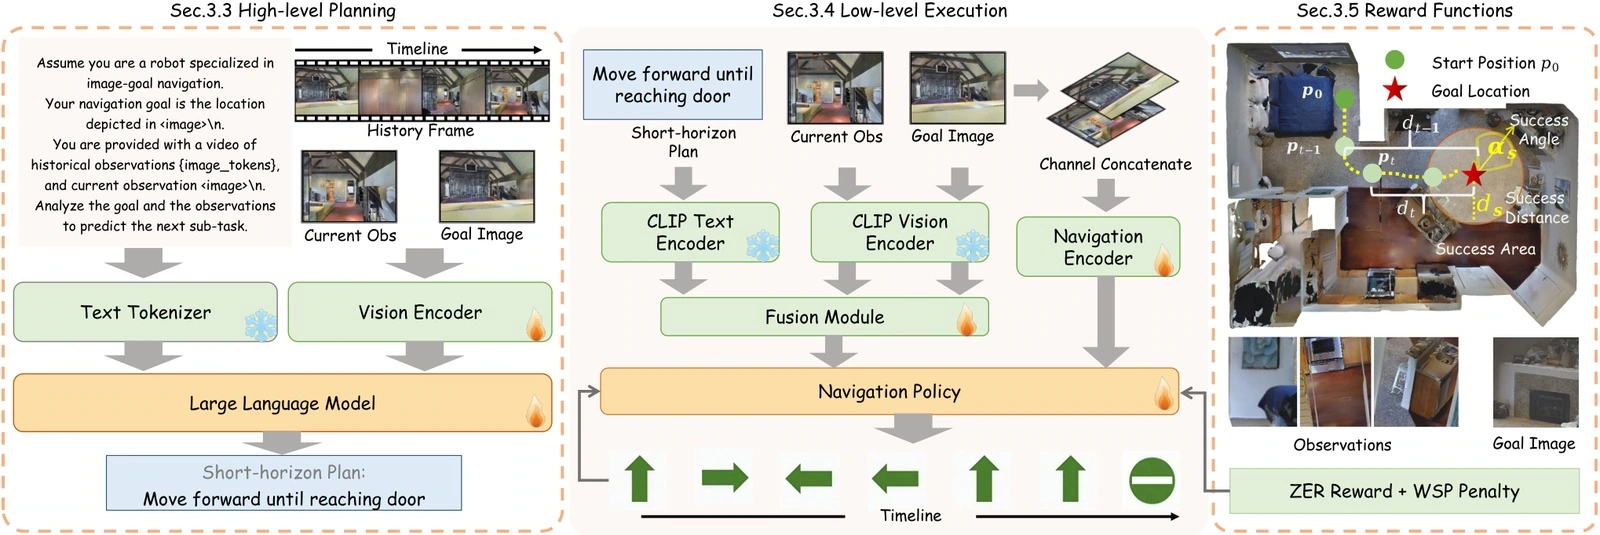 Sec.3.3 High-level Planning
Assume you are a robot specialized in
image-goal navigation.
Your navigation goal is the location
depicted in <image>\n.
You are provided with a video of
historical observations {image_tokens},
and current observation <image>\n.
Analyze the goal and the observations
to predict the next sub-task.
Timeline
History Frame
Current Obs
Goal Image
Text Tokenizer
Vision Encoder
Large Language Model
Short-horizon Plan:
Move forward until reaching door
Sec.3.4 Low-level Execution
Move forward until
reaching door
Short-horizon
Plan
Current Obs
Goal Image
Channel Concatenate
CLIP Text
Encoder
CLIP Vision
Encoder
Navigation
Encoder
Fusion Module
Navigation Policy
Timeline
Sec.3.5 Reward Functions
Start Position p₀
Goal Location
p₀
pₜ₋₁
pₜ
dₜ₋₁
dₜ
αₛ
dₛ
Success
Angle
Success
Distance
Success Area
Observations
Goal Image
ZER Reward + WSP Penalty